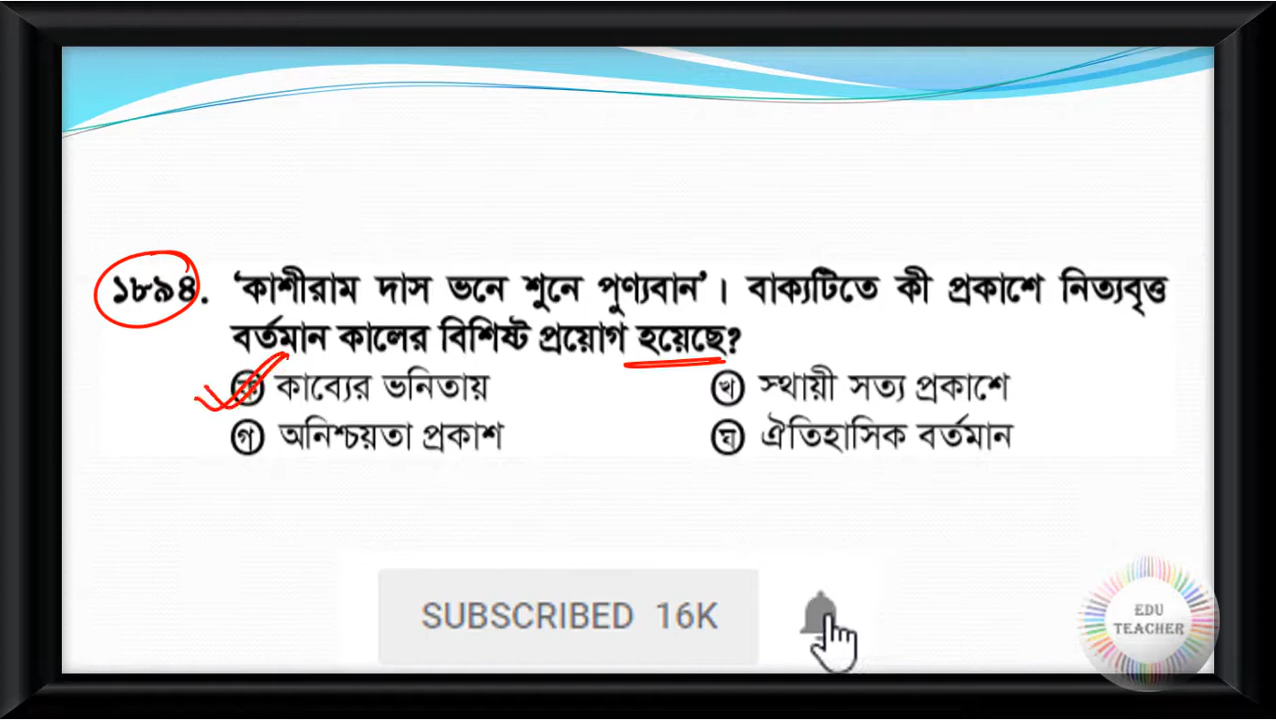 ১৮৯৪. ‘কাশীরাম দাস ভনে শুনে পুণ্যবান’। বাক্যটিতে কী প্রকাশে নিত্যবৃত্ত
বর্তমান কালের বিশিষ্ট প্রয়োগ হয়েছে?
ক কাব্যের ভনিতায় খ স্থায়ী সত্য প্রকাশে
গ অনিশ্চয়তা প্রকাশ ঘ ঐতিহাসিক বর্তমান
SUBSCRIBED 16K
EDU
TEACHER